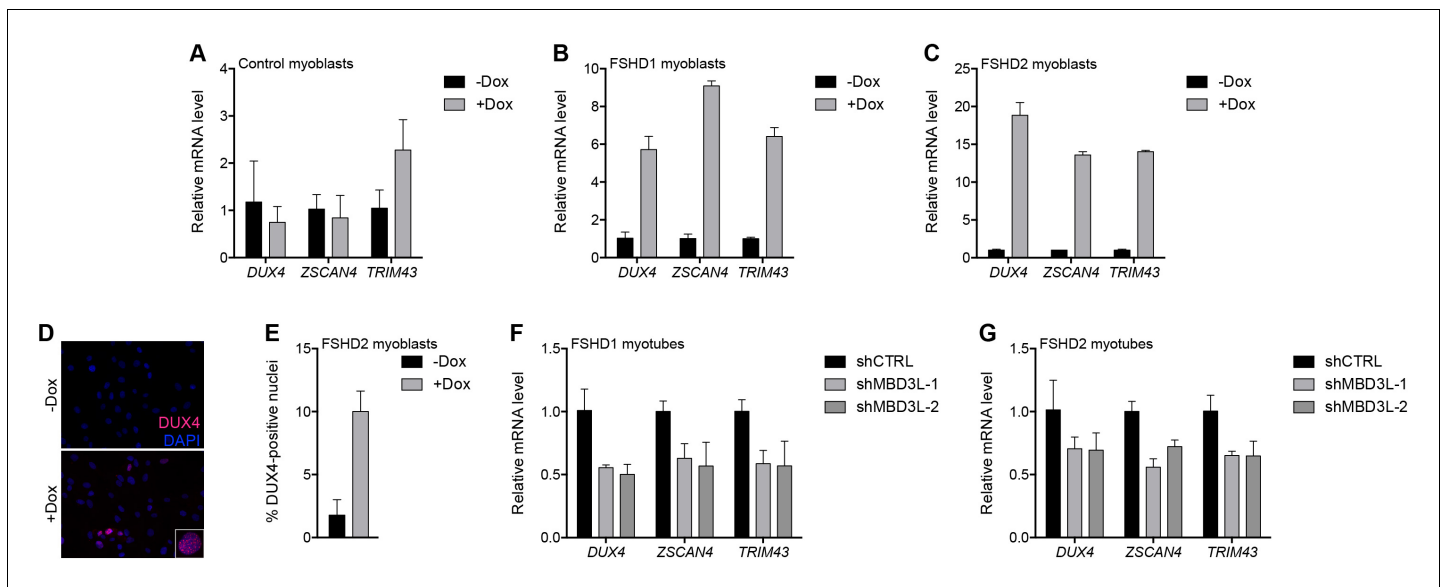 A
Control myoblasts
Relative mRNA level
4
3
2
1
0
DUX4 ZSCAN4 TRIM43
-Dox
+Dox
B
FSHD1 myoblasts
Relative mRNA level
10
8
6
4
2
0
DUX4 ZSCAN4 TRIM43
-Dox
+Dox
C
FSHD2 myoblasts
Relative mRNA level
25
20
15
10
5
0
DUX4 ZSCAN4 TRIM43
-Dox
+Dox
D
-Dox
DUX4
DAPI
+Dox
E
FSHD2 myoblasts
% DUX4-positive nuclei
15
10
5
0
-Dox
+Dox
F
FSHD1 myotubes
Relative mRNA level
1.5
1.0
0.5
0.0
DUX4 ZSCAN4 TRIM43
shCTRL
shMBD3L-1
shMBD3L-2
G
FSHD2 myotubes
Relative mRNA level
1.5
1.0
0.5
0.0
DUX4 ZSCAN4 TRIM43
shCTRL
shMBD3L-1
shMBD3L-2